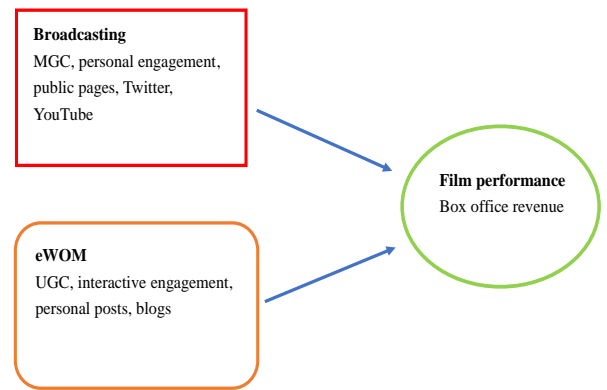 Broadcasting
MGC, personal engagement,
public pages, Twitter,
YouTube
Film performance
Box office revenue
eWOM
UGC, interactive engagement,
personal posts, blogs